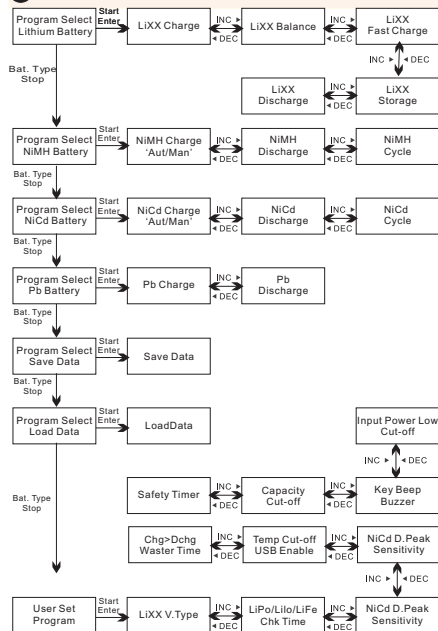 Program Select
Lithium Battery
Start
Enter
LiXX Charge
INC ▸
◂ DEC
LiXX Balance
INC ▸
◂ DEC
LiXX
Fast Charge
INC ▸ ◂ DEC
Bat. Type
Stop
LiXX
Discharge
INC ▸
◂ DEC
LiXX
Storage
Program Select
NiMH Battery
Start
Enter
NiMH Charge
'Aut/Man'
INC ▸
◂ DEC
NiMH
Discharge
INC ▸
◂ DEC
NiMH
Cycle
Bat. Type
Stop
Program Select
NiCd Battery
Start
Enter
NiCd Charge
'Aut/Man'
INC ▸
◂ DEC
NiCd
Discharge
INC ▸
◂ DEC
NiCd
Cycle
Bat. Type
Stop
Program Select
Pb Battery
Start
Enter
Pb Charge
INC ▸
◂ DEC
Pb
Discharge
Bat. Type
Stop
Program Select
Save Data
Start
Enter
Save Data
Bat. Type
Stop
Program Select
Load Data
Start
Enter
LoadData
Input Power Low
Cut-off
INC ▸ ◂ DEC
Bat. Type
Stop
Safety Timer
INC ▸
◂ DEC
Capacity
Cut-off
INC ▸
◂ DEC
Key Beep
Buzzer
Chg>Dchg
Waster Time
INC ▸
◂ DEC
Temp Cut-off
USB Enable
INC ▸
◂ DEC
NiCd D.Peak
Sensitivity
INC ▸ ◂ DEC
User Set
Program
Start
Enter
LiXX V.Type
INC ▸
◂ DEC
LiPo/LiIo/LiFe
Chk Time
INC ▸
◂ DEC
NiCd D.Peak
Sensitivity